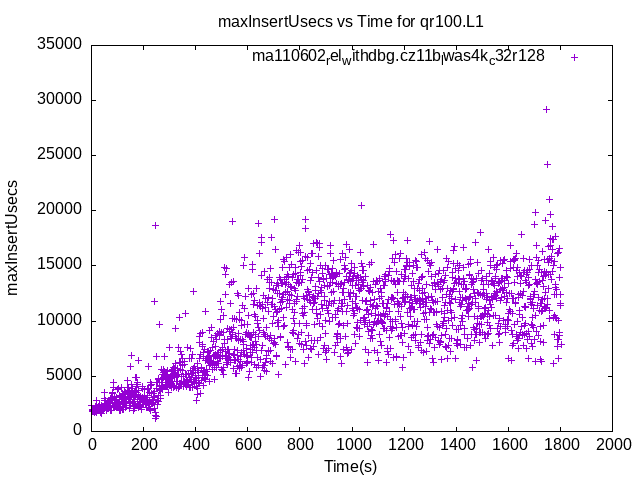 maxInsertUsecs vs Time for qr100.L1
ma110602_rel_withdbg.cz11b_lwas4k_c32r128
35000
30000
25000
20000
15000
10000
5000
0
maxInsertUsecs
0 200 400 600 800 1000 1200 1400 1600 1800 2000
Time(s)